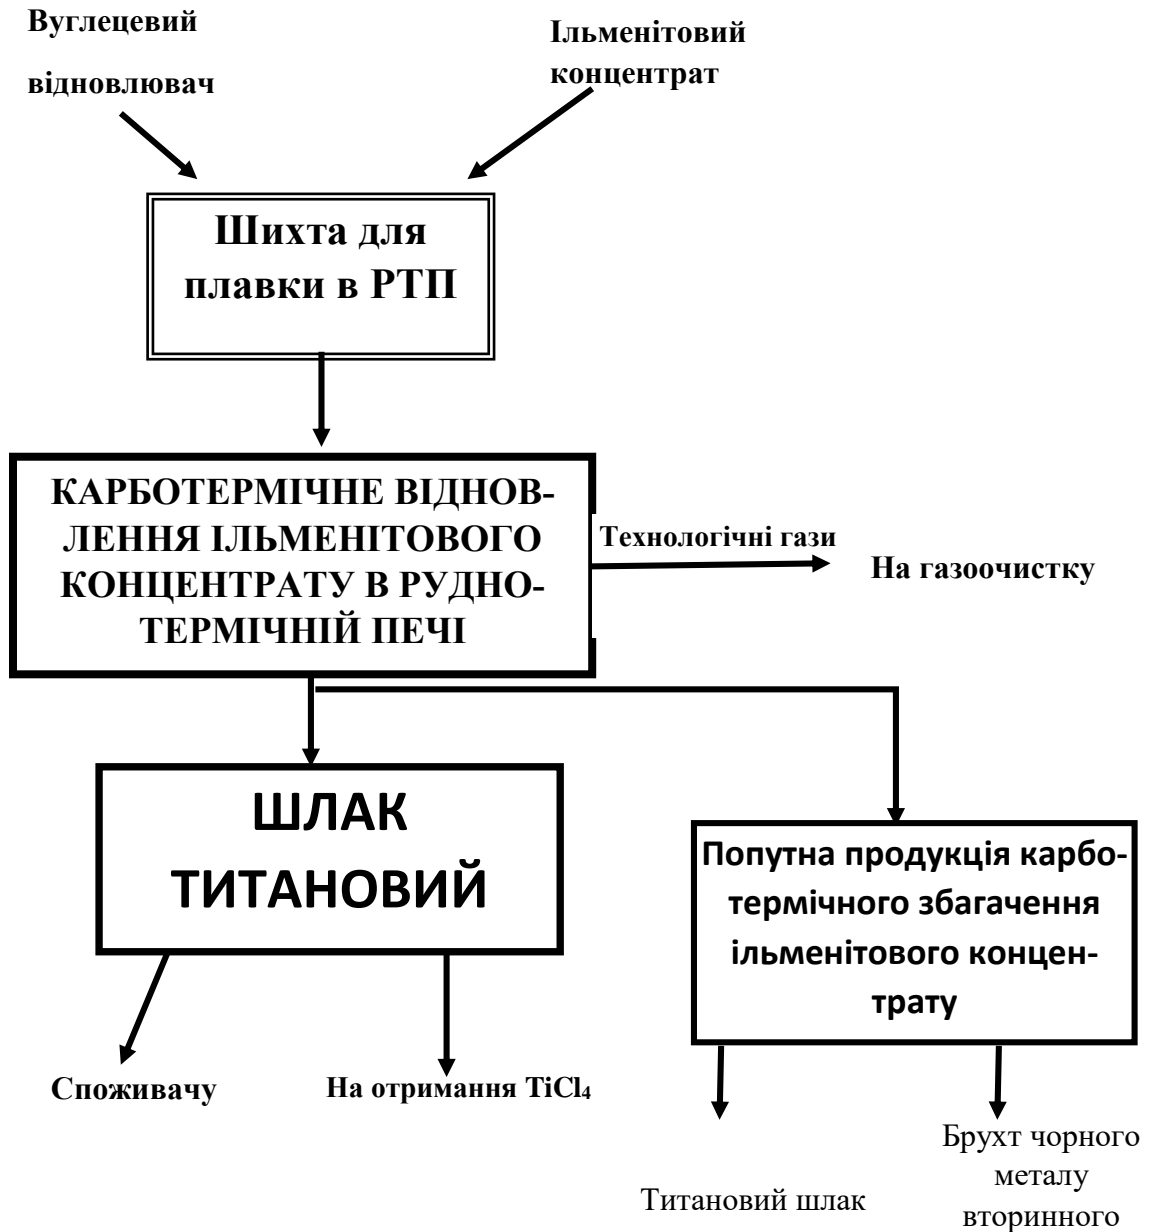 Вуглецевий
відновлювач
Ільменітовий
концентрат
Шихта для
плавки в РТП
КАРБОТЕРМІЧНЕ ВІДНОВ-
ЛЕННЯ ІЛЬМЕНІТОВОГО
КОНЦЕНТРАТУ В РУДНО-
ТЕРМІЧНІЙ ПЕЧІ
Технологічні гази
На газоочистку
ШЛАК
ТИТАНОВИЙ
Попутна продукція карбо-
термічного збагачення
ільменітового концен-
трату
Споживачу
На отримання TiCl₄
Титановий шлак
Брухт чорного
металу
вторинного